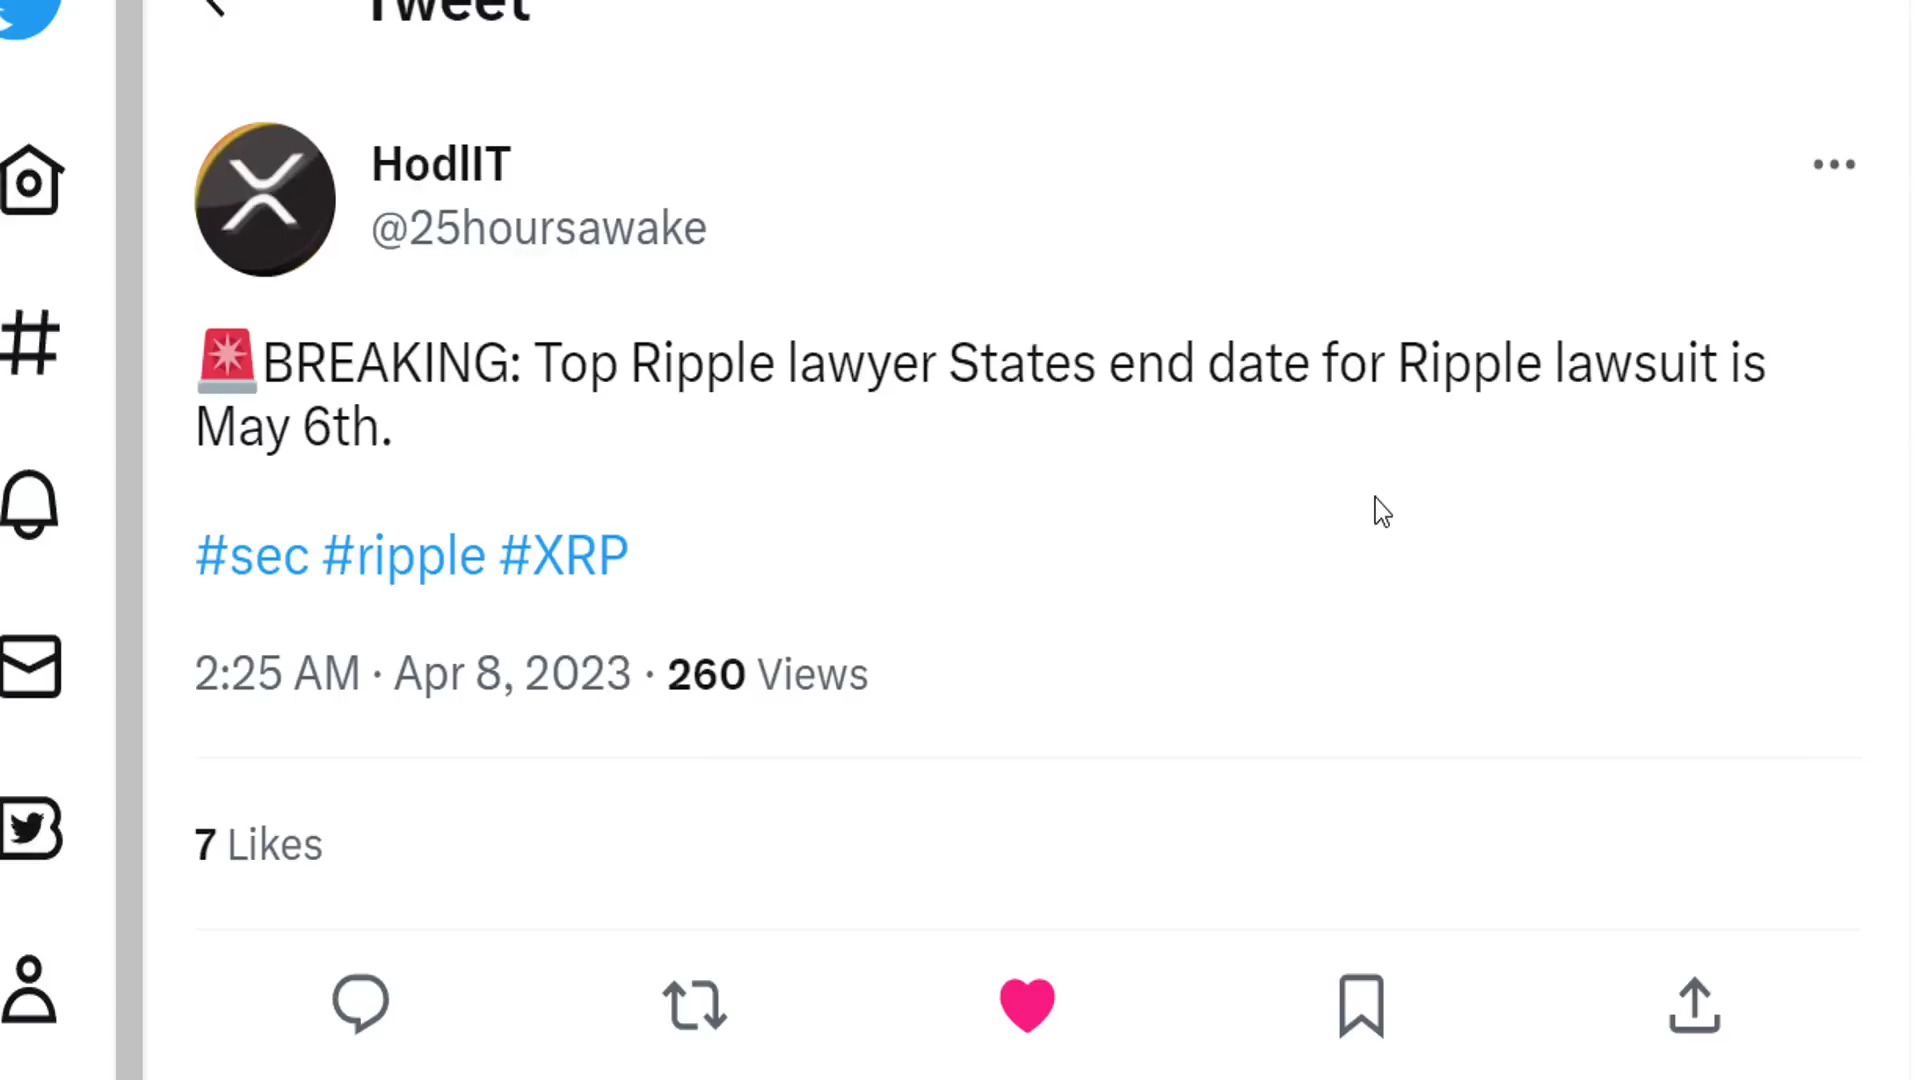 Tweet
HodlIT
@25hoursawake
🚨BREAKING: Top Ripple lawyer States end date for Ripple lawsuit is
May 6th.
#sec #ripple #XRP
2:25 AM · Apr 8, 2023 · 260 Views
7 Likes